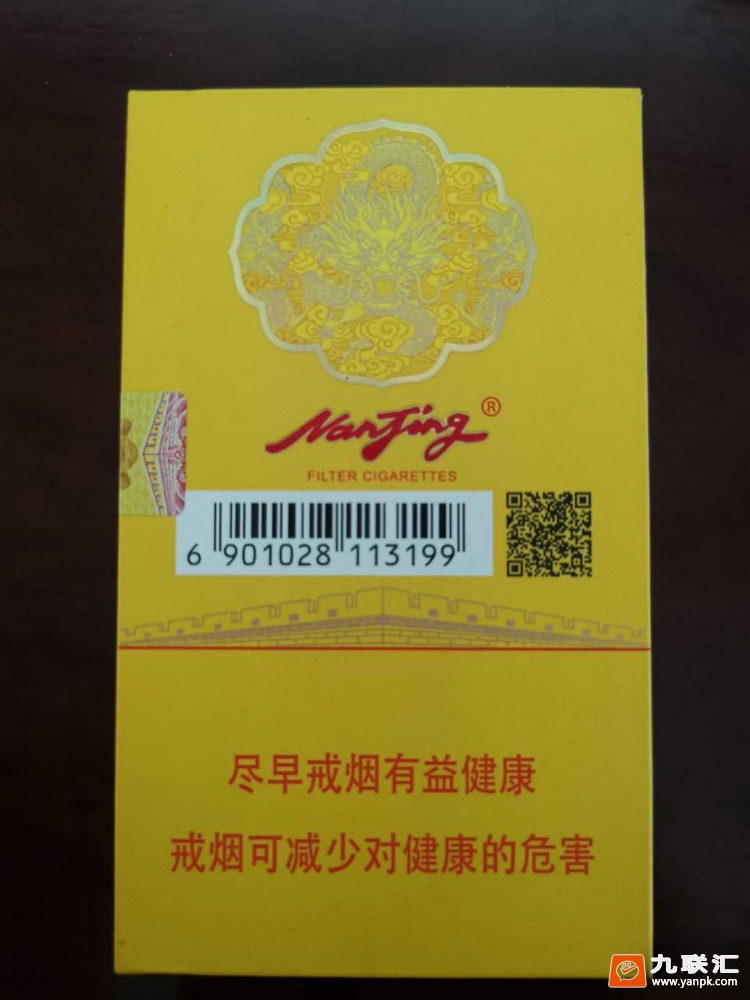 NanJing®
FILTER CIGARETTES
6 901028 113199
尽早戒烟有益健康
戒烟可减少对健康的危害
九联汇
www.yanpk.com